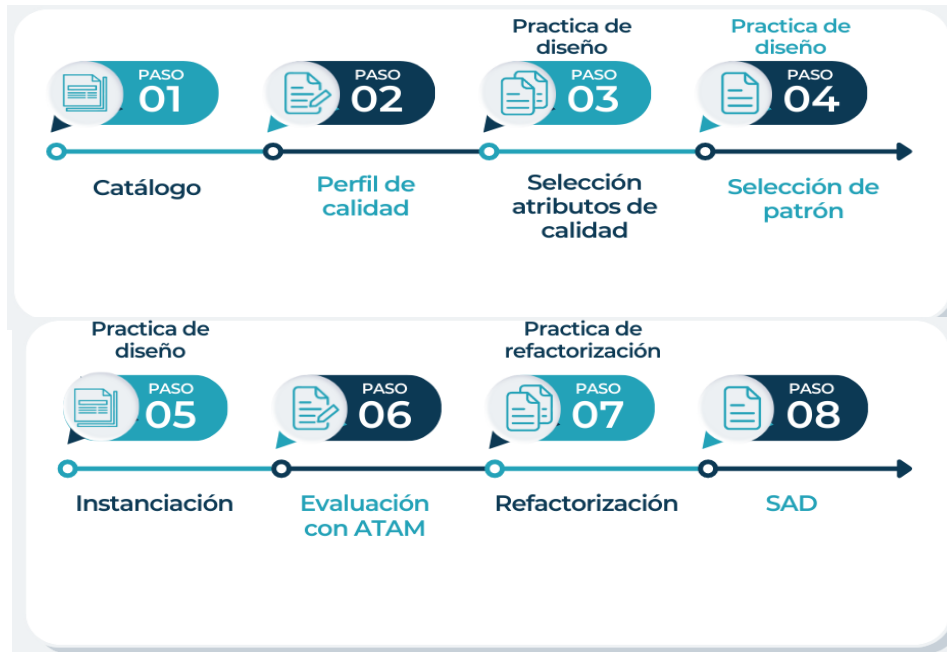 PASO
01
Catálogo
PASO
02
Perfil de
calidad
Practica de
diseño
PASO
03
Selección
atributos de
calidad
Practica de
diseño
PASO
04
Selección de
patrón
Practica de
diseño
PASO
05
Instanciación
PASO
06
Evaluación
con ATAM
Practica de
refactorización
PASO
07
Refactorización
PASO
08
SAD